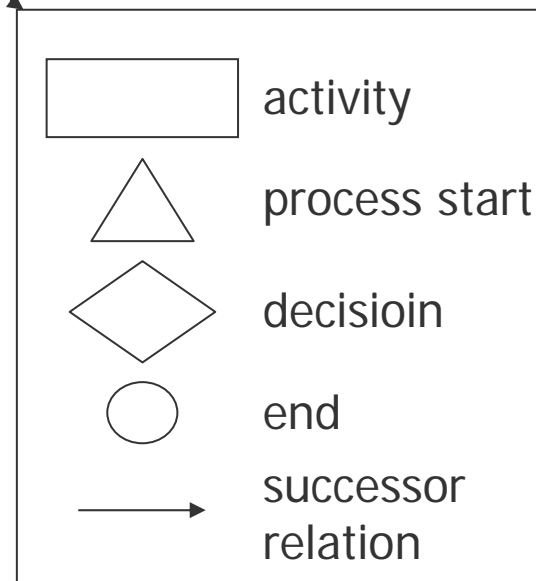 activity
process start
decisioin
end
successor
relation